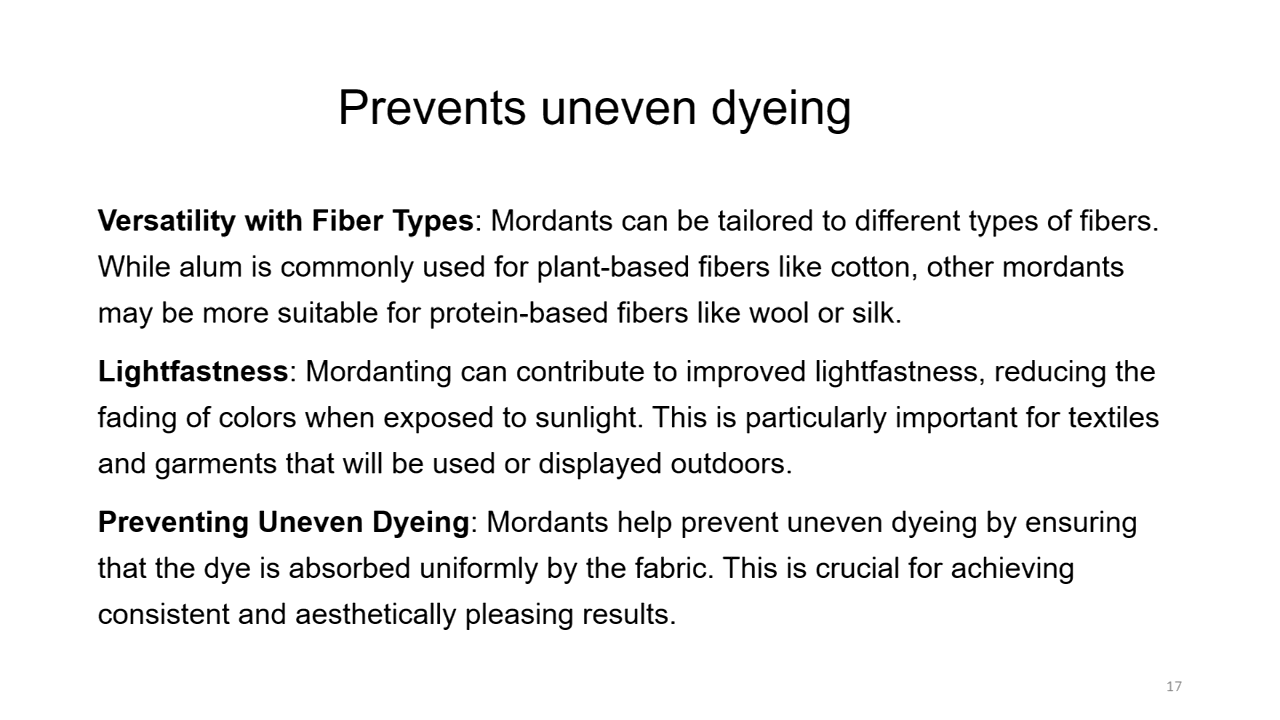 Prevents uneven dyeing
Versatility with Fiber Types: Mordants can be tailored to different types of fibers.
While alum is commonly used for plant-based fibers like cotton, other mordants
may be more suitable for protein-based fibers like wool or silk.
Lightfastness: Mordanting can contribute to improved lightfastness, reducing the
fading of colors when exposed to sunlight. This is particularly important for textiles
and garments that will be used or displayed outdoors.
Preventing Uneven Dyeing: Mordants help prevent uneven dyeing by ensuring
that the dye is absorbed uniformly by the fabric. This is crucial for achieving
consistent and aesthetically pleasing results.
17